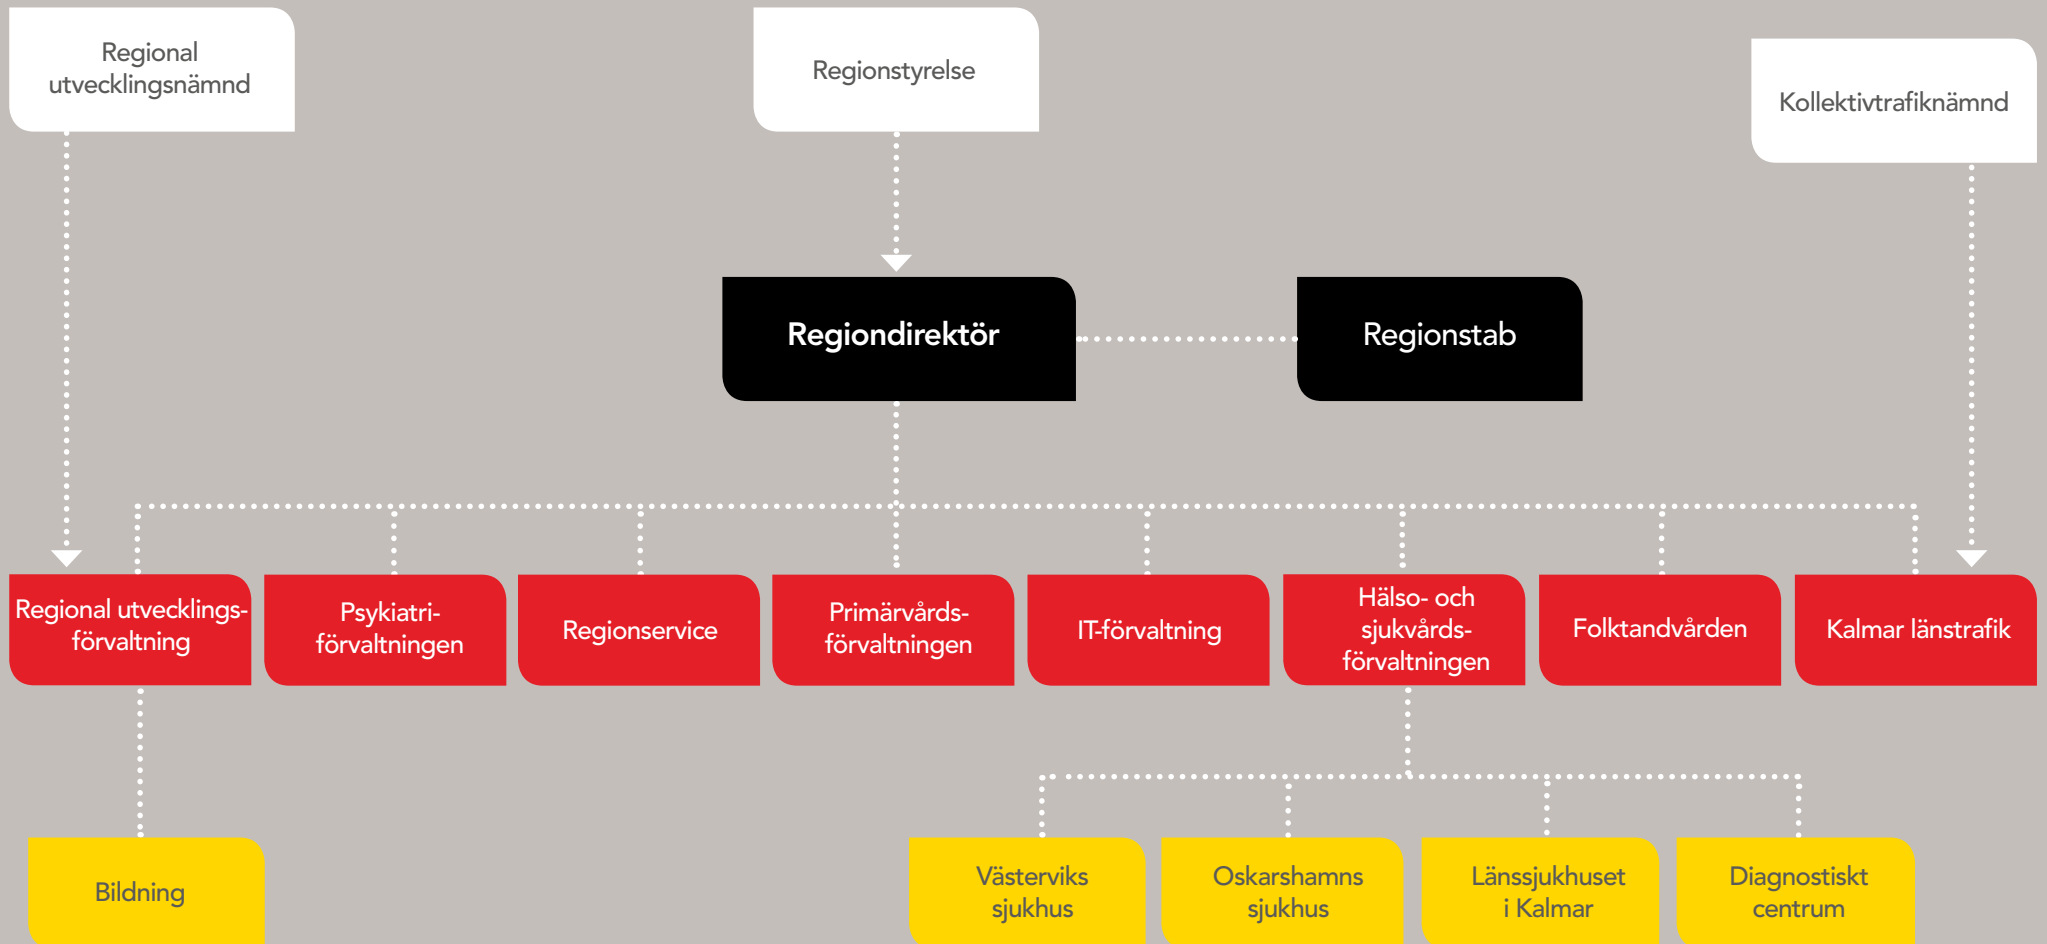 Regional
utvecklingsnämnd
Regionstyrelse
Kollektivtrafiknämnd
Regiondirektör
Regionstab
Regional utvecklings-
förvaltning
Psykiatri-
förvaltningen
Regionservice
Primärvårds-
förvaltningen
IT-förvaltning
Hälso- och
sjukvårds-
förvaltningen
Folktandvården
Kalmar länstrafik
Bildning
Västerviks
sjukhus
Oskarshamns
sjukhus
Länssjukhuset
i Kalmar
Diagnostiskt
centrum